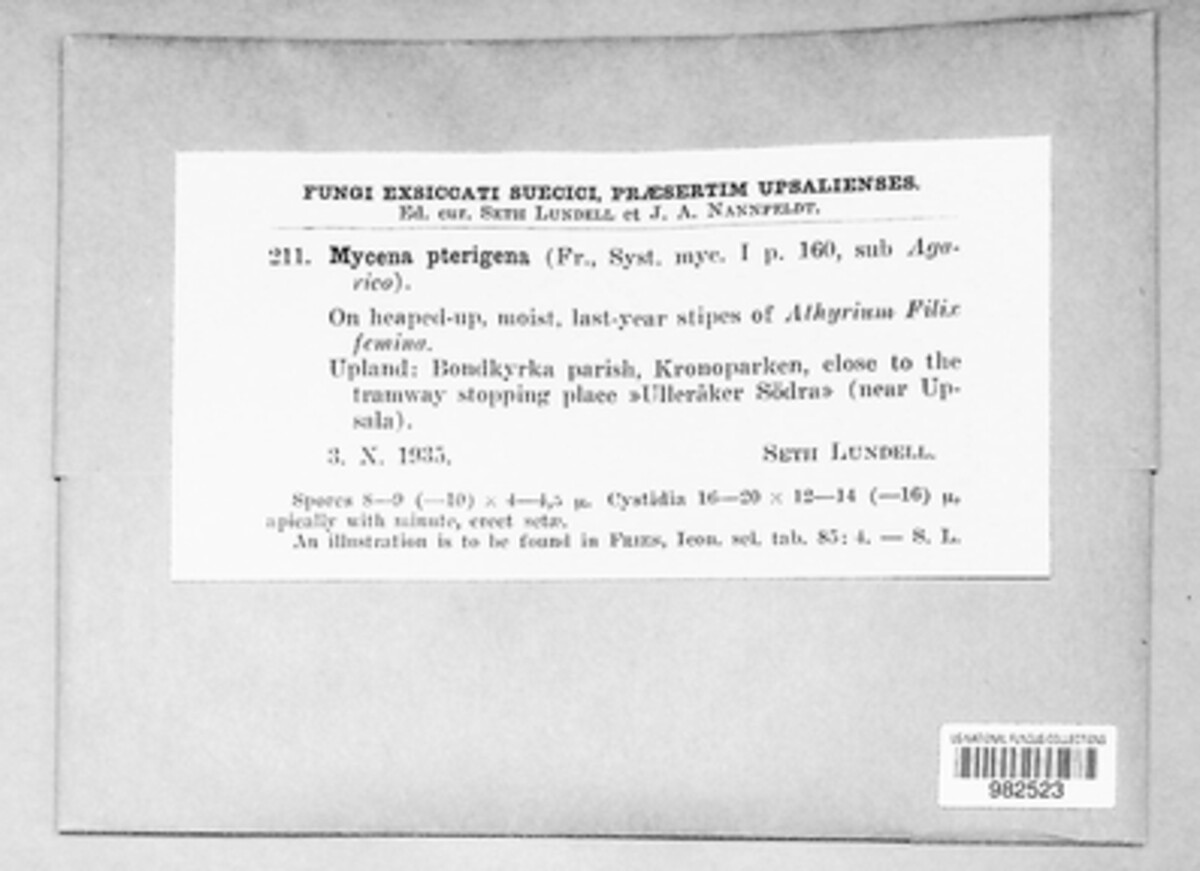 FUNGI EXSICCATI SUECICI, PRÆSERTIM UPSALIENSES.
Ed. cur. SETH LUNDELL et J. A. NANNFELDT.
211. Mycena pterigena (Fr., Syst. myc. I p. 160, sub Aga-
rico).
On heaped-up, moist, last-year stipes of Athyrium Filix
femina.
Upland: Bondkyrka parish, Kronoparken, close to the
tramway stopping place »Ulleråker Södra» (near Up-
sala).
3. X. 1935. SETH LUNDELL.
Spores 8—9 (—10) × 4—4,5 µ. Cystidia 16—20 × 12—14 (—16) µ,
apically with minute, erect setæ.
An illustration is to be found in FRIES, Icon. sel. tab. 85: 4. — S. L.
US NATIONAL FUNGUS COLLECTIONS
982523